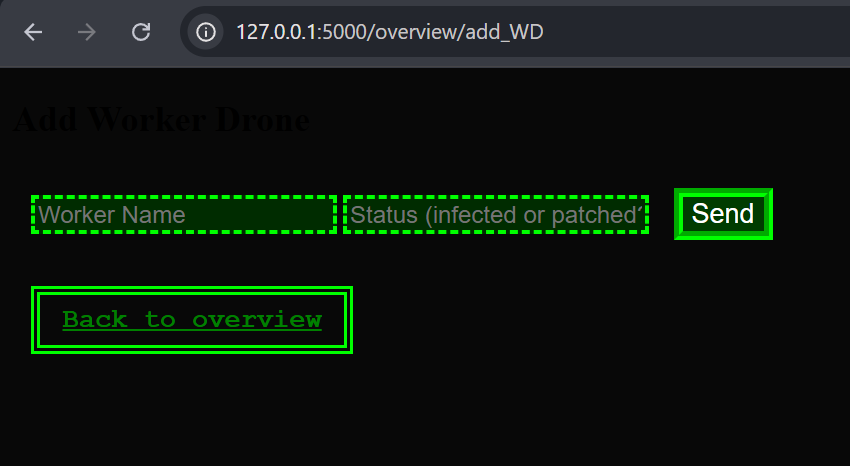 127.0.0.1:5000/overview/add_WD
Add Worker Drone
Worker Name Status (infected or patched? Send
Back to overview